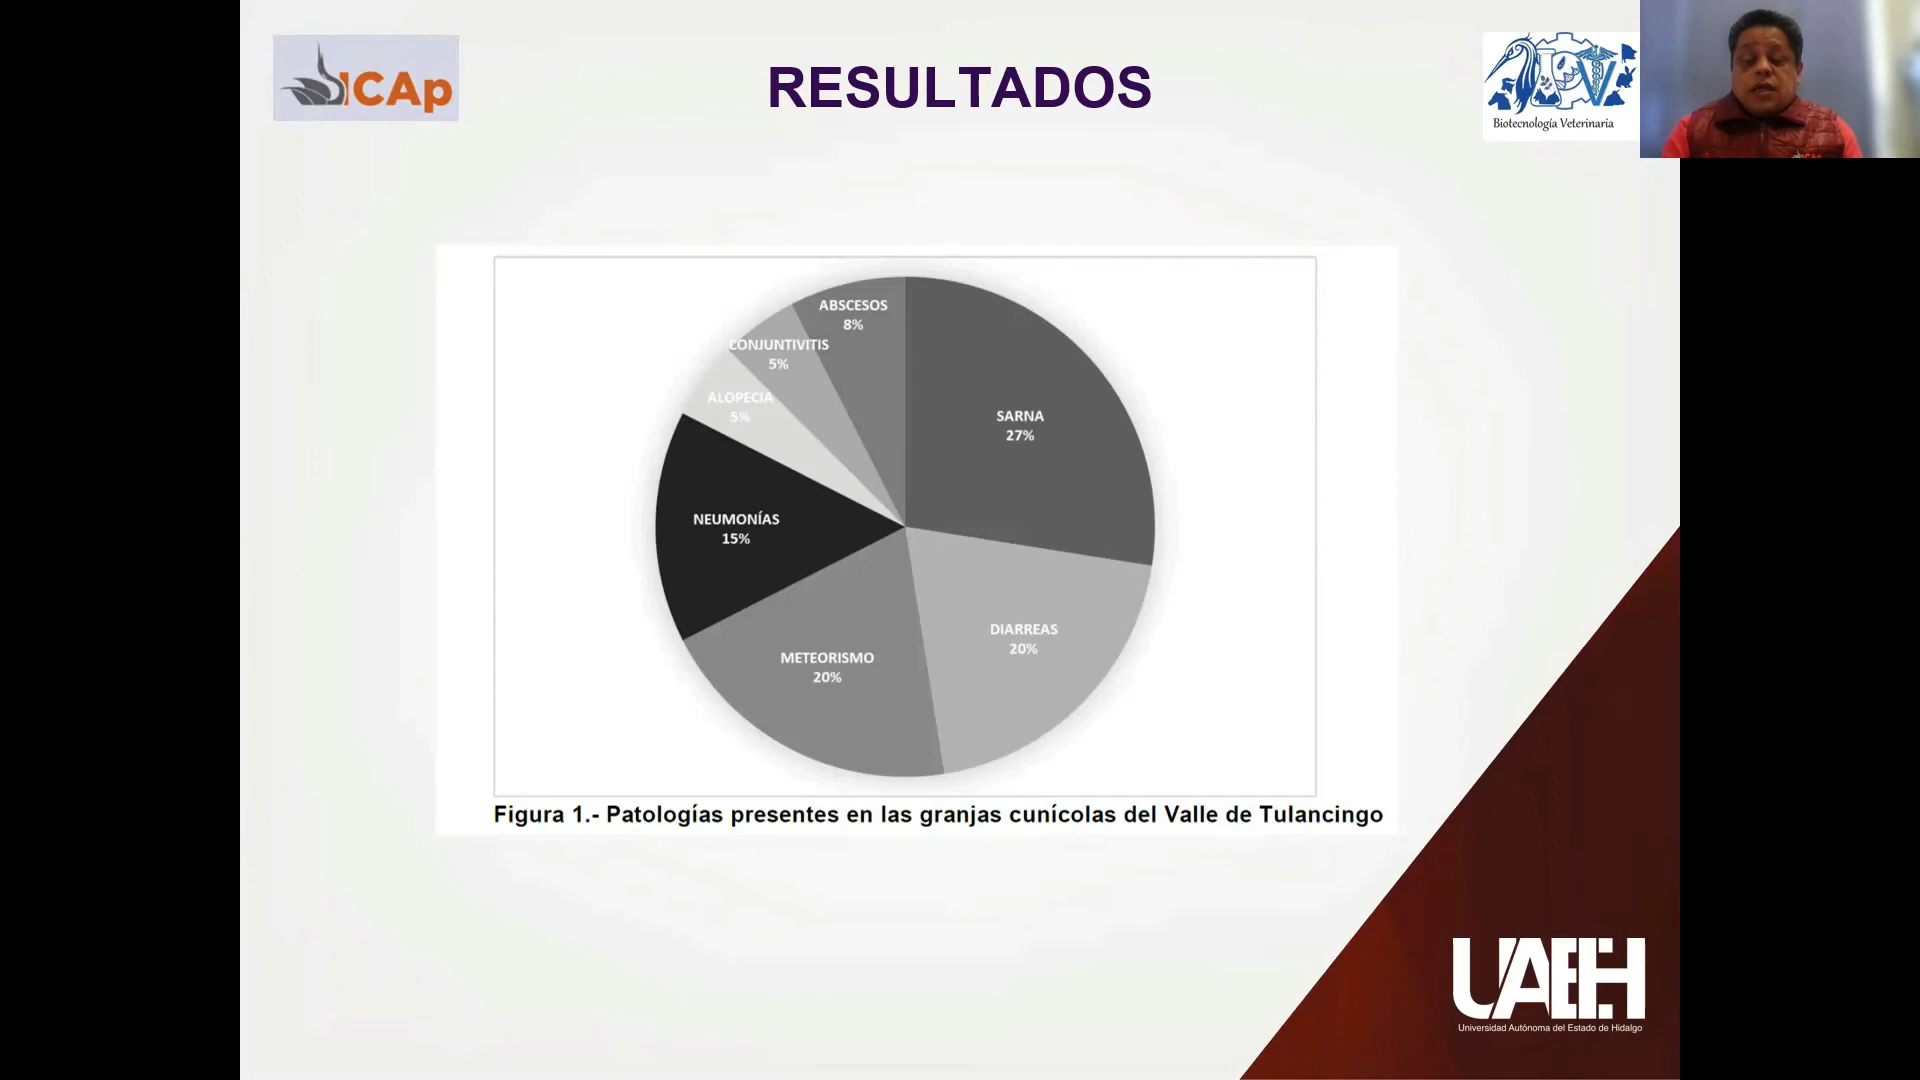 ICAp
RESULTADOS
Biotecnología Veterinaria
ABSCESOS
8%
CONJUNTIVITIS
5%
ALOPECIA
5%
SARNA
27%
NEUMONÍAS
15%
DIARREAS
20%
METEORISMO
20%
Figura 1.- Patologías presentes en las granjas cunícolas del Valle de Tulancingo
UAEH
Universidad Autónoma del Estado de Hidalgo